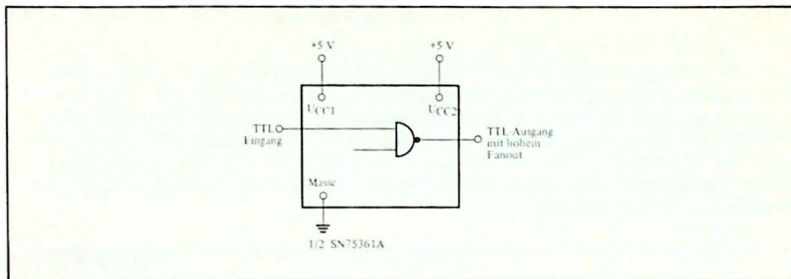 +5 V
+5 V
UCC1
UCC2
TTL
Eingang
TTL-Ausgang
mit hohem
Fanout
Masse
1/2 SN75361A